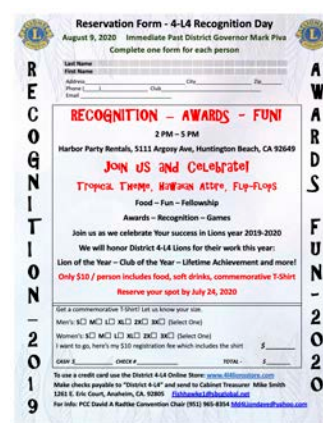 Reservation Form - 4-L4 Recognition Day
August 9, 2020 Immediate Past District Governor Mark Piva
Complete one form for each person
Last Name
First Name
Address City Zip
Phone ( ) Club
Email
RECOGNITION – AWARDS - FUN!
2 PM – 5 PM
Harbor Party Rentals, 5111 Argosy Ave, Huntington Beach, CA 92649
Join US and Celebrate!
Tropical Theme, Hawaian Attre, Flip-Flops
Food – Fun – Fellowship
Awards – Recognition - Games
Join us as we celebrate Your success in Lions year 2019-2020
We will honor District 4-L4 Lions for their work this year:
Lion of the Year – Club of the Year – Lifetime Achievement and more!
Only $10 / person includes food, soft drinks, commemorative T-Shirt
Reserve your spot by July 24, 2020
Get a commemorative T-Shirt! Let us know your size.
Men's: S☐ M☐ L☐ XL☐ 2X☐ 3X☐ (Select One)
Women's: S☐ M☐ L☐ XL☐ 2X☐ 3X☐ (Select One)
I want to go, here's my $10 registration fee which includes the shirt $
CASH $ CHECK # TOTAL - $
To use a credit card use the District 4-L4 Online Store:
Make checks payable to "District 4-L4" and send to Cabinet Treasurer Mike Smith
1261 E. Eric Court, Anaheim, CA. 92805
For info: PCC David A Radtke Convention Chair (951) 965-8354
RECOGNITION - 2019
AWARDS FUN - 2020